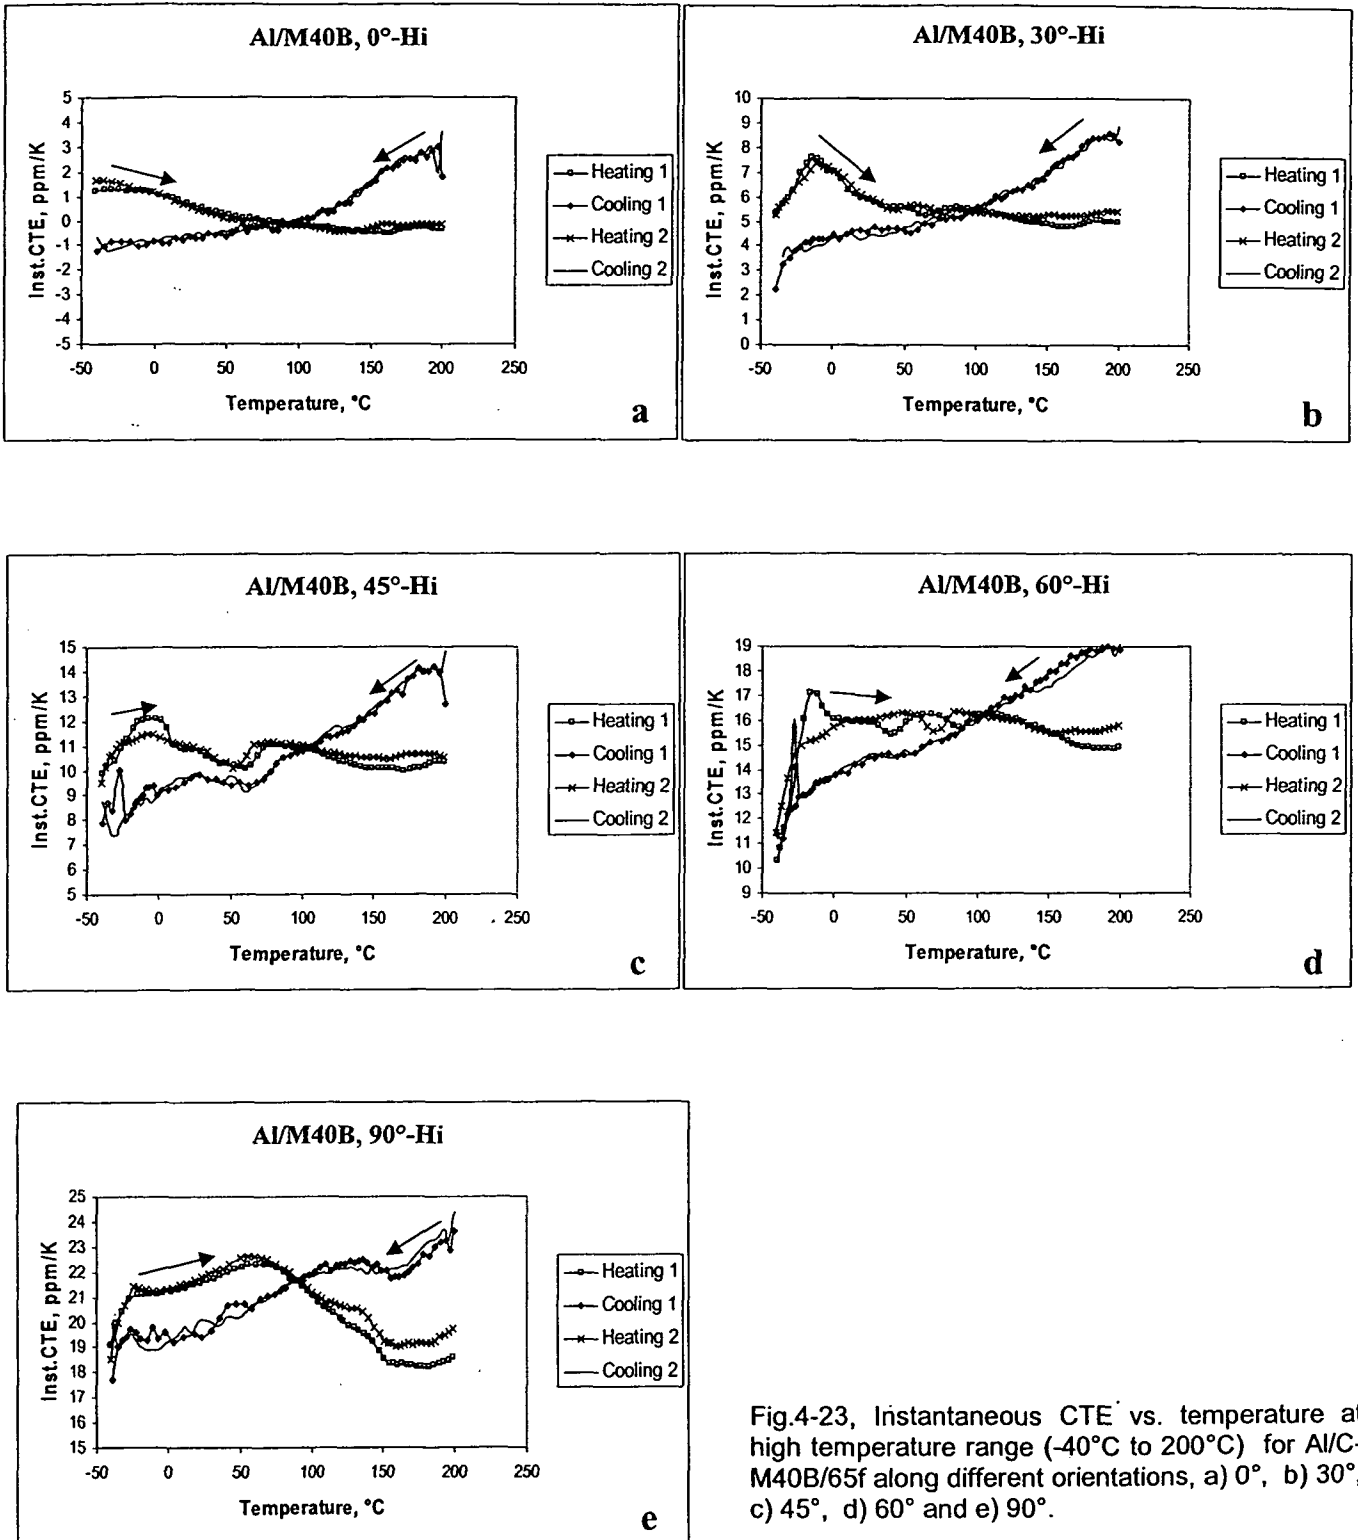 Al/M40B, 0°-Hi
5
4
3
2
1
0
-1
-2
-3
-4
-5
Inst.CTE, ppm/K
-50 0 50 100 150 200 250
Temperature, °C
Heating 1
Cooling 1
Heating 2
Cooling 2
a
Al/M40B, 30°-Hi
10
9
8
7
6
5
4
3
2
1
0
Inst.CTE, ppm/K
-50 0 50 100 150 200 250
Temperature, °C
Heating 1
Cooling 1
Heating 2
Cooling 2
b
Al/M40B, 45°-Hi
15
14
13
12
11
10
9
8
7
6
5
Inst.CTE, ppm/K
-50 0 50 100 150 200 250
Temperature, °C
Heating 1
Cooling 1
Heating 2
Cooling 2
c
Al/M40B, 60°-Hi
19
18
17
16
15
14
13
12
11
10
9
Inst.CTE, ppm/K
-50 0 50 100 150 200 250
Temperature, °C
Heating 1
Cooling 1
Heating 2
Cooling 2
d
Al/M40B, 90°-Hi
25
24
23
22
21
20
19
18
17
16
15
Inst.CTE, ppm/K
-50 0 50 100 150 200 250
Temperature, °C
Heating 1
Cooling 1
Heating 2
Cooling 2
e
Fig.4-23, Instantaneous CTE vs. temperature at
high temperature range (-40°C to 200°C) for Al/C-
M40B/65f along different orientations, a) 0°, b) 30°,
c) 45°, d) 60° and e) 90°.